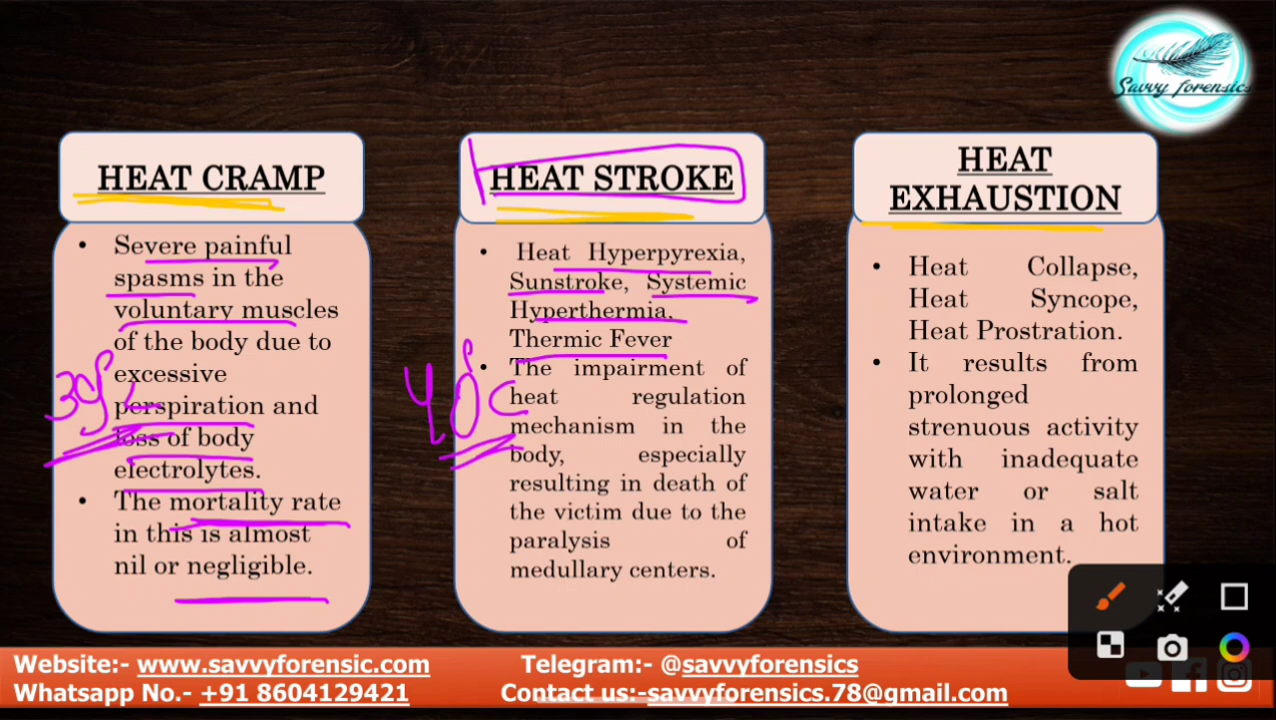 Savvy forensics
HEAT CRAMP
• Severe painful
spasms in the
voluntary muscles
of the body due to
excessive
perspiration and
loss of body
electrolytes.
• The mortality rate
in this is almost
nil or negligible.
HEAT STROKE
• Heat Hyperpyrexia,
Sunstroke, Systemic
Hyperthermia,
Thermic Fever
• The impairment of
heat regulation
mechanism in the
body, especially
resulting in death of
the victim due to the
paralysis of
medullary centers.
40°C
HEAT
EXHAUSTION
• Heat Collapse,
Heat Syncope,
Heat Prostration.
• It results from
prolonged
strenuous activity
with inadequate
water or salt
intake in a hot
environment.
Website:- www.savvyforensic.com
Telegram:- @savvyforensics
Whatsapp No.- +91 8604129421
Contact us:-savvyforensics.78@gmail.com